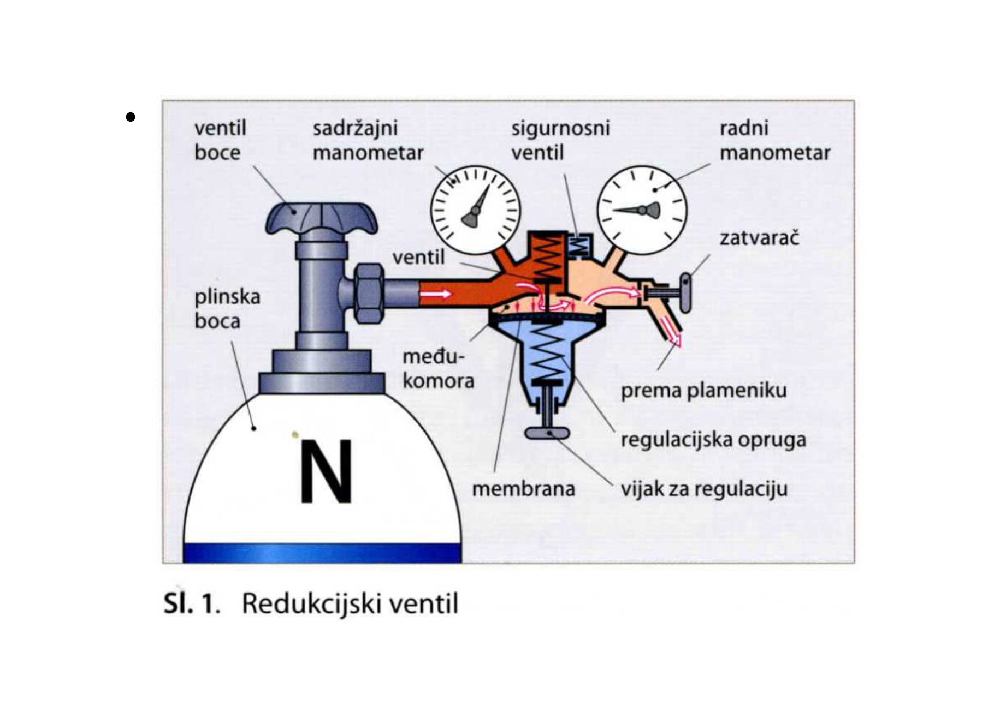 ventil
boce
sadržajni
manometar
sigurnosni
ventil
radni
manometar
zatvarač
ventil
plinska
boca
među-
komora
prema plameniku
regulacijska opruga
membrana
vijak za regulaciju
N
Sl. 1. Redukcijski ventil